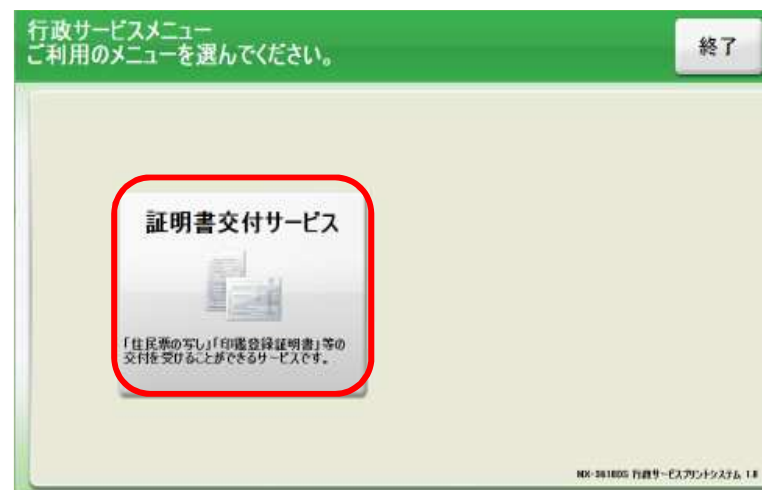 行政サービスメニュー
ご利用のメニューを選んでください。
終了
証明書交付サービス
「住民票の写し」「印鑑登録証明書」等の
交付を受けることができるサービスです。
行政サービスプリントシステム 1.0